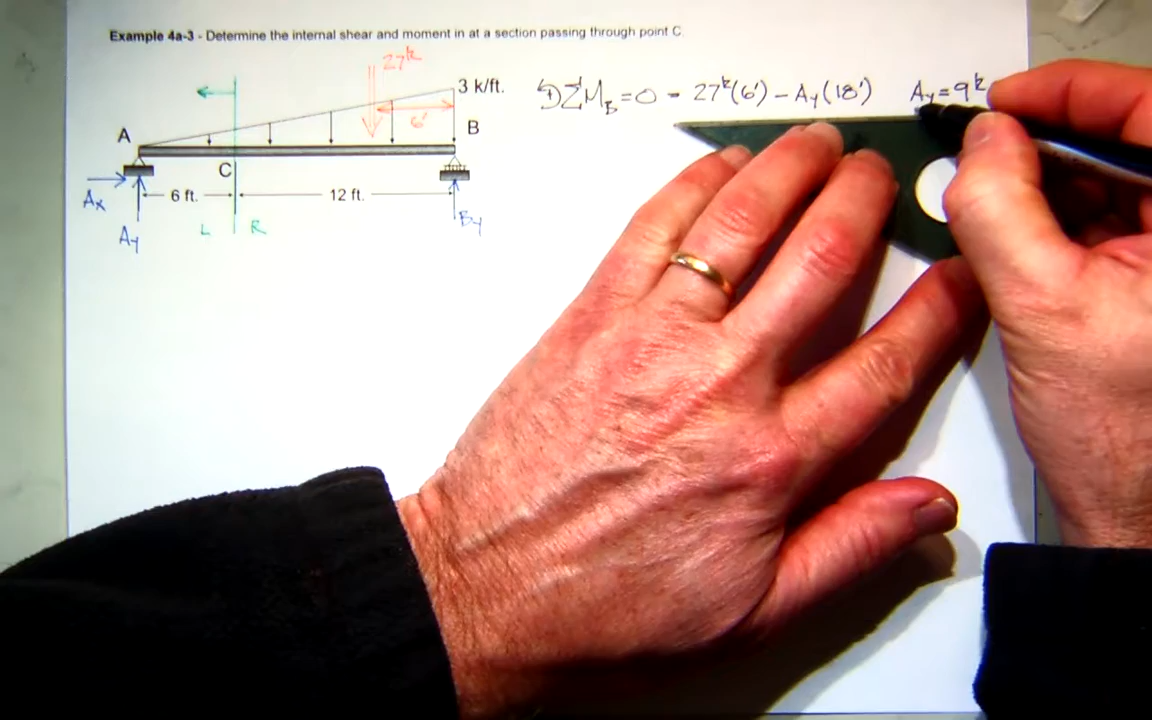 Example 4a-3 - Determine the internal shear and moment in at a section passing through point C.
27k
3 k/ft.
ΣM_B = 0 = 27k(6') - Ay(18') Ay = 9k
6'
A
B
C
6 ft.
12 ft.
Ax
Ay
L
R
By